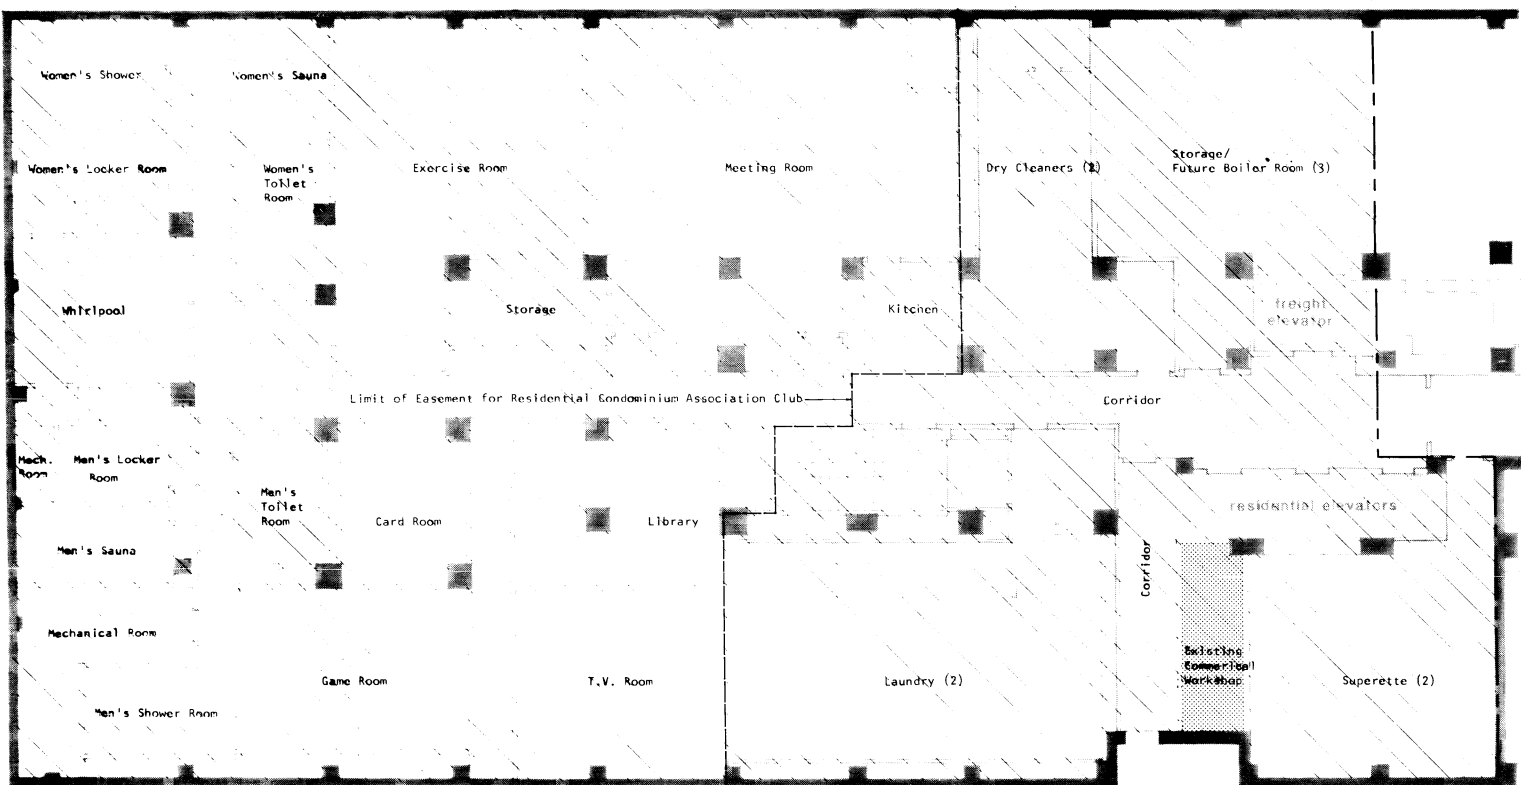 Women's Shower
Women's Sauna
Women's Locker Room
Women's
Toilet
Room
Exercise Room
Meeting Room
Dry Cleaners (2)
Storage/
Future Boiler Room (3)
Whirlpool
Storage
Kitchen
freight
elevator
Limit of Easement for Residential Condominium Association Club
Corridor
Mech.
Room
Men's Locker
Room
Men's
Toilet
Room
Card Room
Library
residential elevators
Men's Sauna
Corridor
Mechanical Room
Game Room
T.V. Room
Laundry (2)
Existing
Commerical
Workshop
Superette (2)
Men's Shower Room